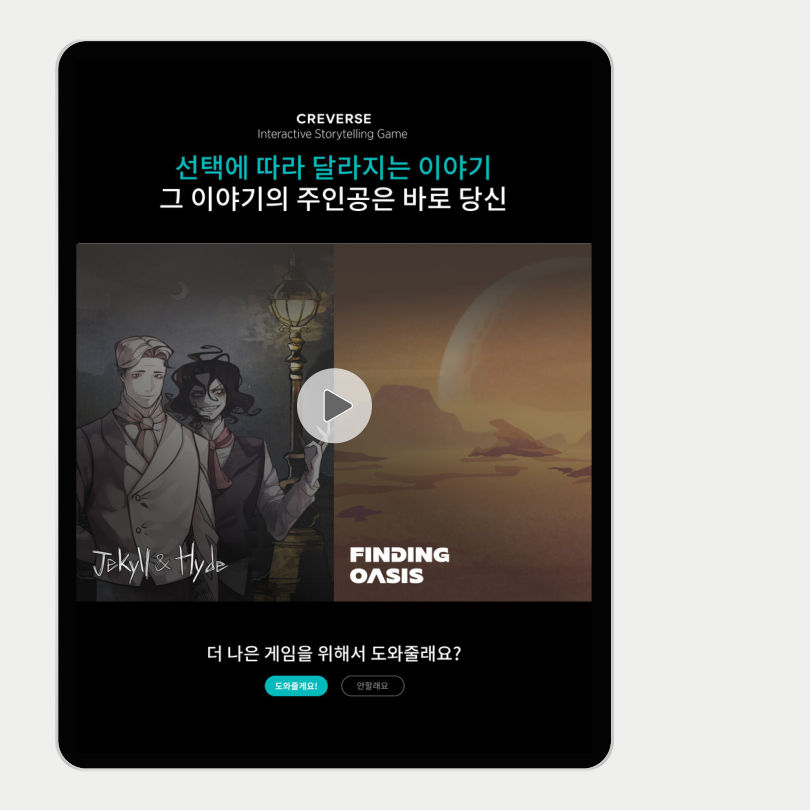 CREVERSE
Interactive Storytelling Game
선택에 따라 달라지는 이야기
그 이야기의 주인공은 바로 당신
Jekyll & Hyde
FINDING
OASIS
더 나은 게임을 위해서 도와줄래요?
도와줄게요!
안할래요